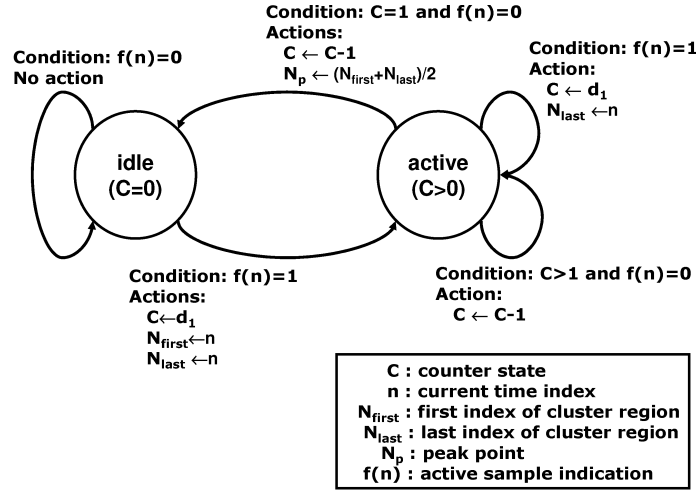 Condition: C=1 and f(n)=0
Actions:
C ← C-1
Np ← (Nfirst+Nlast)/2
Condition: f(n)=0
No action
Condition: f(n)=1
Action:
C ← d1
Nlast ←n
idle
(C=0)
active
(C>0)
Condition: f(n)=1
Actions:
C←d1
Nfirst←n
Nlast ←n
Condition: C>1 and f(n)=0
Action:
C ← C-1
C : counter state
n : current time index
Nfirst : first index of cluster region
Nlast : last index of cluster region
Np : peak point
f(n) : active sample indication